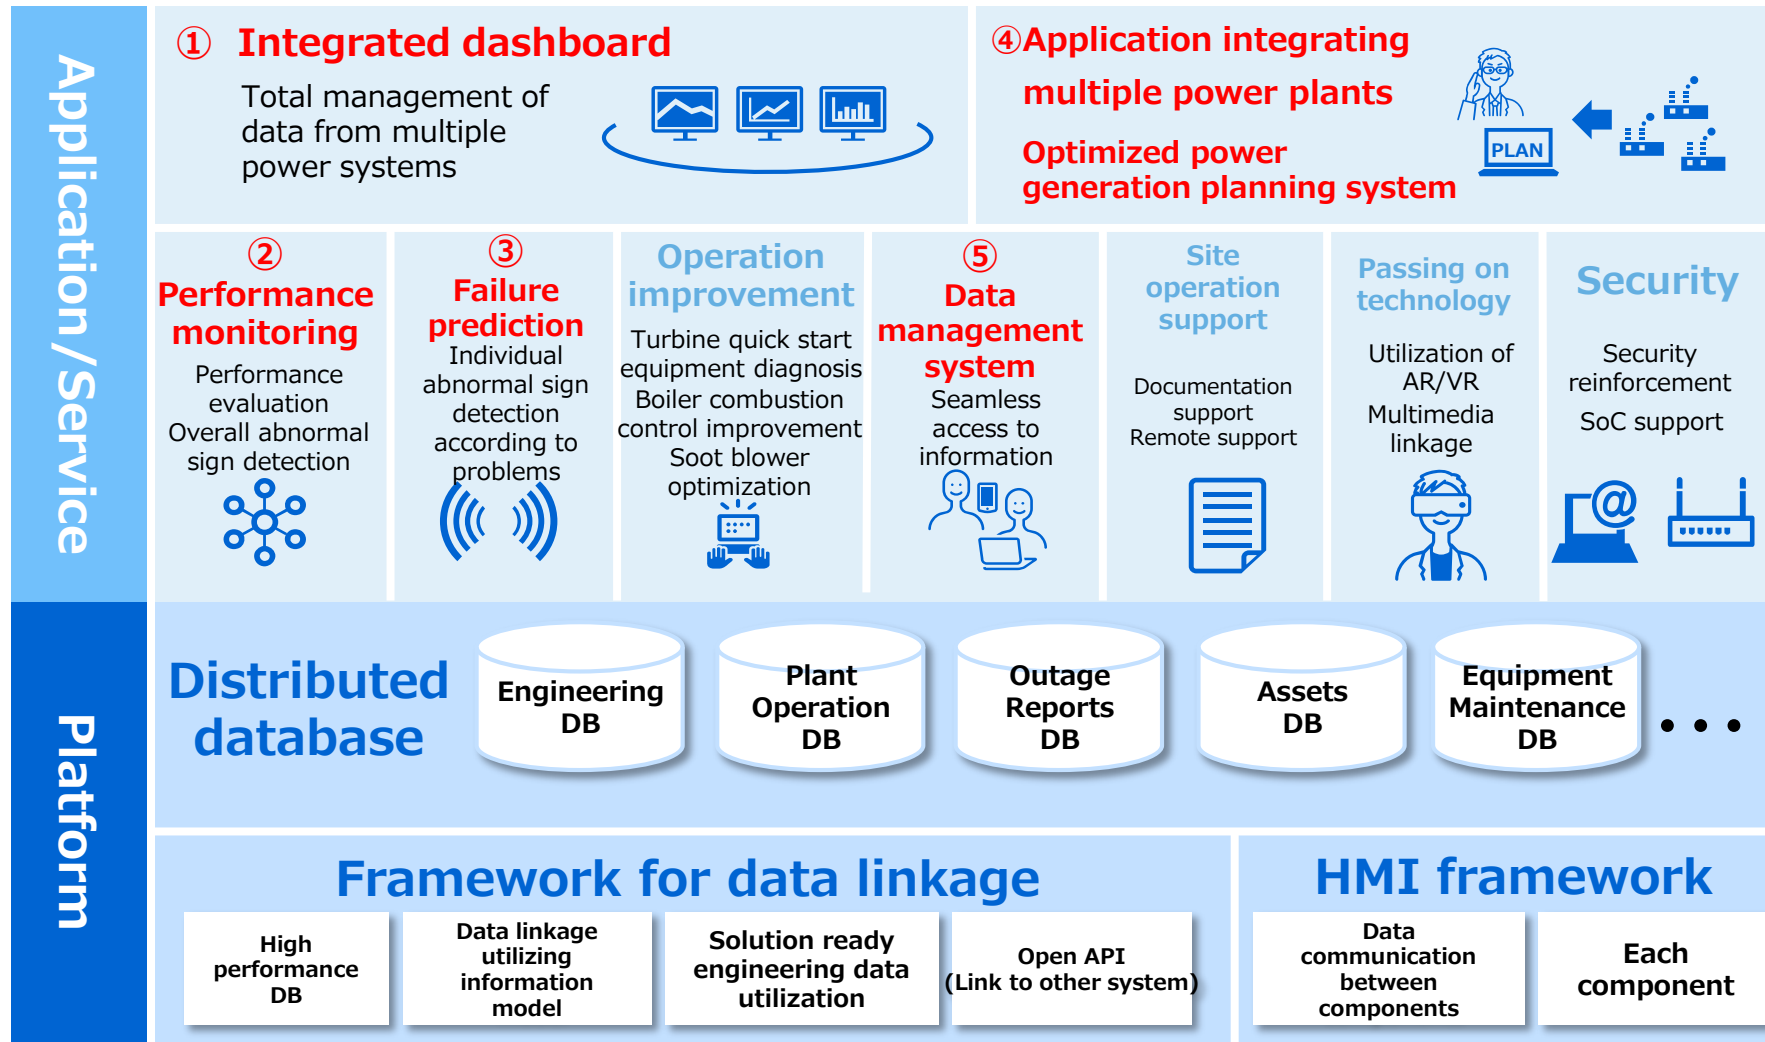 Application/Service
① Integrated dashboard
Total management of
data from multiple
power systems
④Application integrating
multiple power plants
Optimized power
generation planning system
PLAN
②
Performance
monitoring
Performance
evaluation
Overall abnormal
sign detection
③
Failure
prediction
Individual
abnormal sign
detection
according to
problems
Operation
improvement
Turbine quick start
equipment diagnosis
Boiler combustion
control improvement
Soot blower
optimization
⑤
Data
management
system
Seamless
access to
information
Site
operation
support
Documentation
support
Remote support
Passing on
technology
Utilization of
AR/VR
Multimedia
linkage
Security
Security
reinforcement
SoC support
@
Platform
Distributed
database
Engineering
DB
Plant
Operation
DB
Outage
Reports
DB
Assets
DB
Equipment
Maintenance
DB
• • •
Framework for data linkage
High
performance
DB
Data linkage
utilizing
information
model
Solution ready
engineering data
utilization
Open API
(Link to other system)
HMI framework
Data
communication
between
components
Each
component